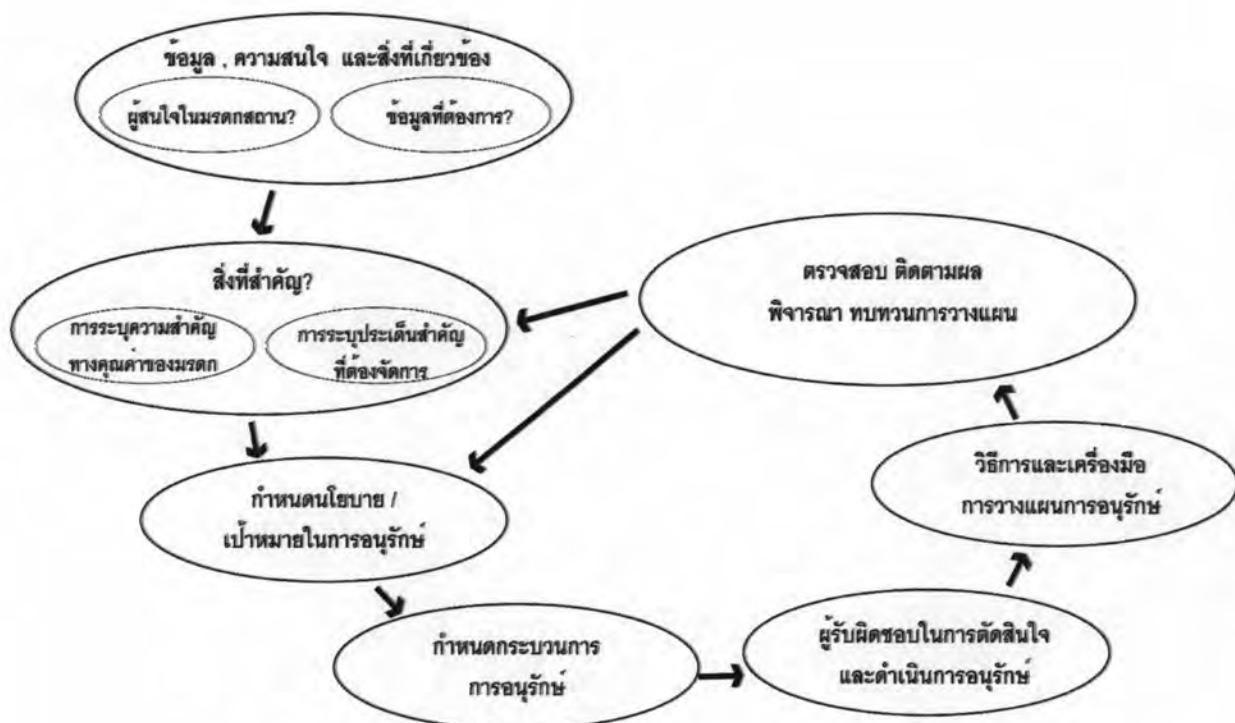 ข้อมูล , ความสนใจ และสิ่งที่เกี่ยวข้อง
ผู้สนใจในมรดกสถาน?
ข้อมูลที่ต้องการ?
สิ่งที่สำคัญ?
การระบุความสำคัญ
ทางคุณค่าของมรดก
การระบุประเด็นสำคัญ
ที่ต้องจัดการ
กำหนดนโยบาย /
เป้าหมายในการอนุรักษ์
กำหนดกระบวนการ
การอนุรักษ์
ผู้รับผิดชอบในการตัดสินใจ
และดำเนินการอนุรักษ์
วิธีการและเครื่องมือ
การวางแผนการอนุรักษ์
ตรวจสอบ ติดตามผล
พิจารณา ทบทวนการวางแผน